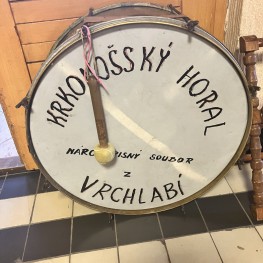 KRKONOŠSKÝ HORAL
NÁRODOPISNÝ SOUBOR
Z
VRCHLABÍ